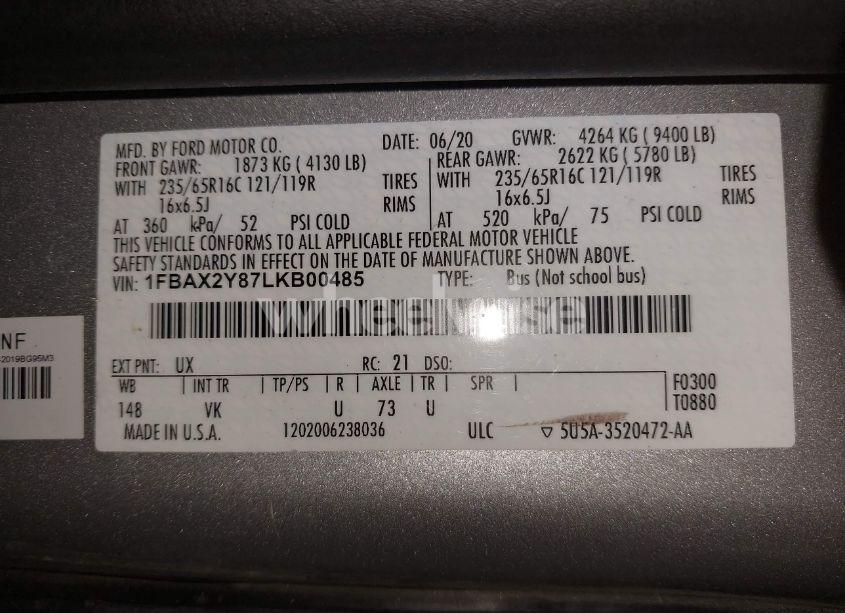 MFD. BY FORD MOTOR CO. DATE: 06/20 GVWR: 4264 KG ( 9400 LB)
FRONT GAWR: 1873 KG ( 4130 LB) REAR GAWR: 2622 KG ( 5780 LB)
WITH 235/65R16C 121/119R TIRES WITH 235/65R16C 121/119R TIRES
16x6.5J RIMS 16x6.5J RIMS
AT 360 kPa/ 52 PSI COLD AT 520 kPa/ 75 PSI COLD
THIS VEHICLE CONFORMS TO ALL APPLICABLE FEDERAL MOTOR VEHICLE
SAFETY STANDARDS IN EFFECT ON THE DATE OF MANUFACTURE SHOWN ABOVE.
VIN: 1FBAX2Y87LKB00485 TYPE: Bus (Not school bus)
EXT PNT: UX RC: 21 DSO:
WB INT TR TP/PS R AXLE TR SPR F0300
148 VK U 73 U T0880
MADE IN U.S.A. 1202006238036 ULC ▽ 5U5A-3520472-AA
NF
2019BG95M3